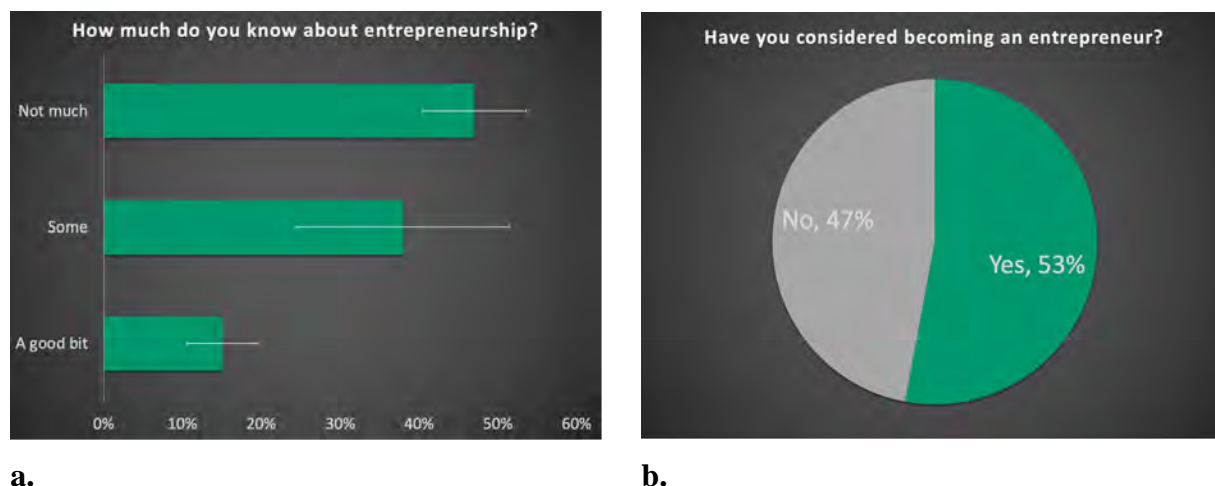 How much do you know about entrepreneurship?
Not much
Some
A good bit
0% 10% 20% 30% 40% 50% 60%
a.
Have you considered becoming an entrepreneur?
No, 47%
Yes, 53%
b.